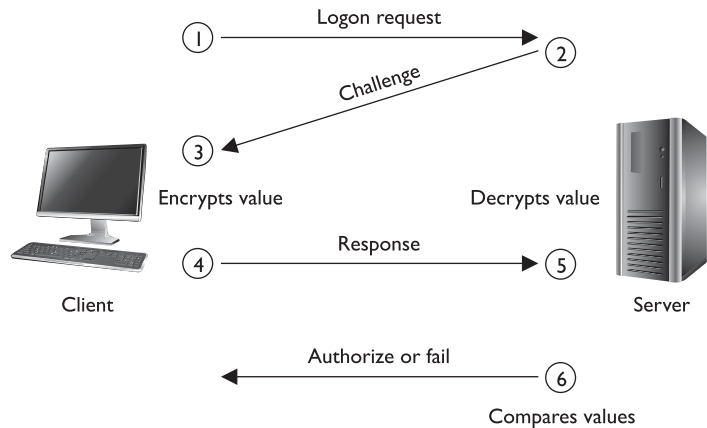 Logon request
1
2
Challenge
3
Encrypts value
Decrypts value
Response
4
5
Client
Server
Authorize or fail
6
Compares values